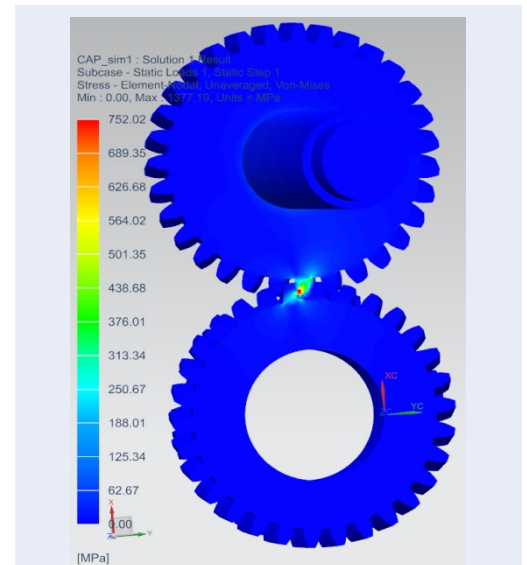 CAP_sim1 : Solution 1 Result
Subcase - Static Loads 1, Static Step 1
Stress - Element-Nodal, Unaveraged, Von-Mises
Min : 0.00, Max : 1377.19, Units = MPa
752.02
689.35
626.68
564.02
501.35
438.68
376.01
313.34
250.67
188.01
125.34
62.67
0.00
[MPa]
XC
YC
ZC
X
Y
Z